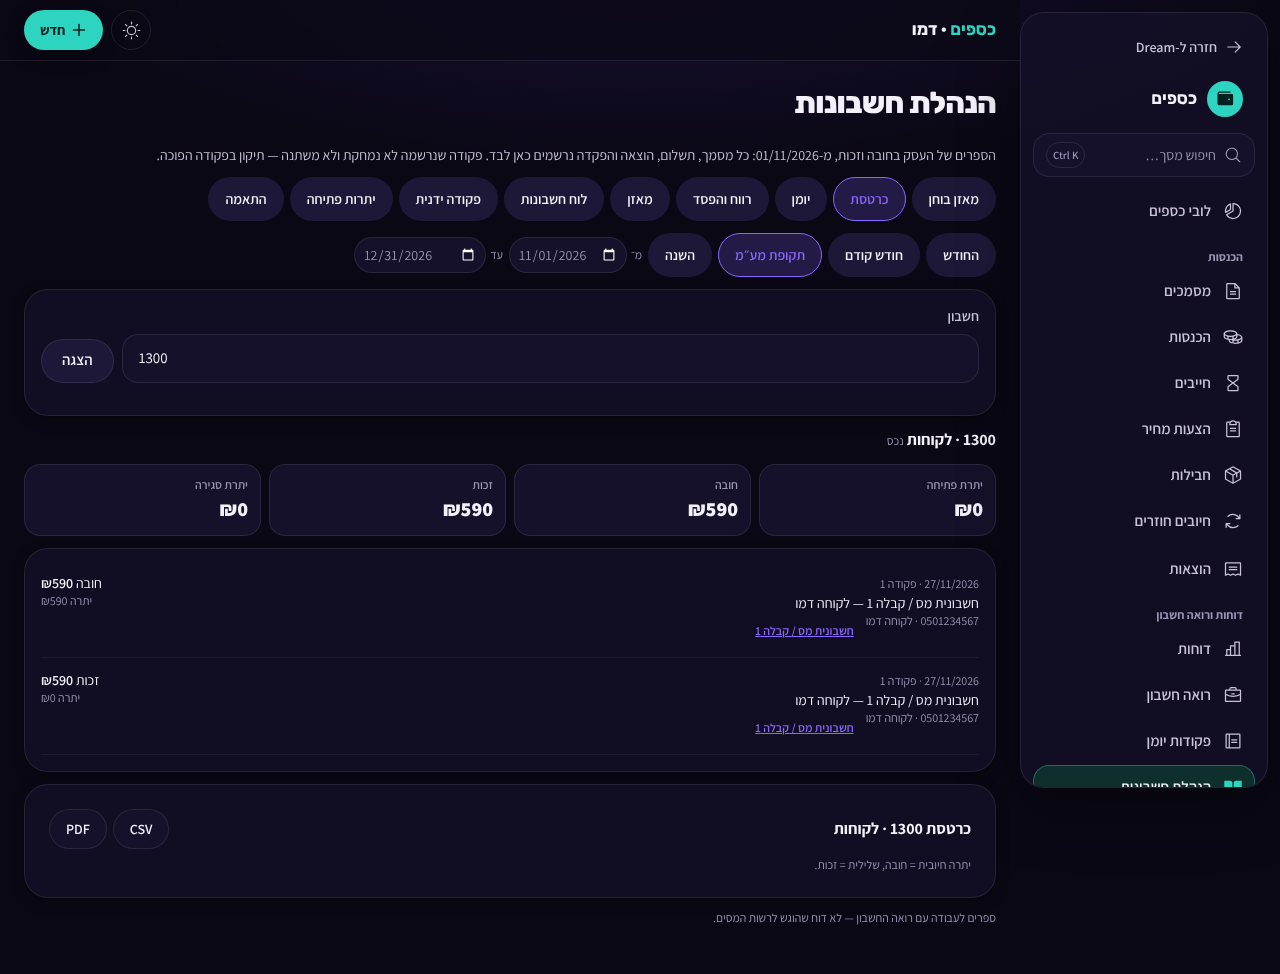 חזרה ל-Dream
כספים
חיפוש מסך…
Ctrl K
לובי כספים
הכנסות
מסמכים
הכנסות
חייבים
הצעות מחיר
חבילות
חיובים חוזרים
הוצאות
דוחות ורואה חשבון
דוחות
רואה חשבון
פקודות יומן
הנהלת חשבונות
כספים • דמו
חדש
הנהלת חשבונות
הספרים של העסק בחובה וזכות, מ-01/11/2026: כל מסמך, תשלום, הוצאה והפקדה נרשמים כאן לבד. פקודה שנרשמה לא נמחקת ולא משתנה — תיקון בפקודה הפוכה.
מאזן בוחן כרטסת יומן רווח והפסד מאזן לוח חשבונות פקודה ידנית יתרות פתיחה התאמה
החודש חודש קודם תקופת מע״מ השנה מ־ 11/01/2026 עד 12/31/2026
חשבון
1300 הצגה
1300 · לקוחות נכס
יתרת פתיחה חובה זכות יתרת סגירה
₪0 ₪590 ₪590 ₪0
27/11/2026 · פקודה 1 חובה ₪590
חשבונית מס / קבלה 1 — לקוחה דמו יתרה ₪590
0501234567 · לקוחה דמו חשבונית מס / קבלה 1
27/11/2026 · פקודה 1 זכות ₪590
חשבונית מס / קבלה 1 — לקוחה דמו יתרה ₪0
0501234567 · לקוחה דמו חשבונית מס / קבלה 1
כרטסת 1300 · לקוחות CSV PDF
יתרה חיובית = חובה, שלילית = זכות.
ספרים לעבודה עם רואה החשבון — לא דוח שהוגש לרשות המסים.